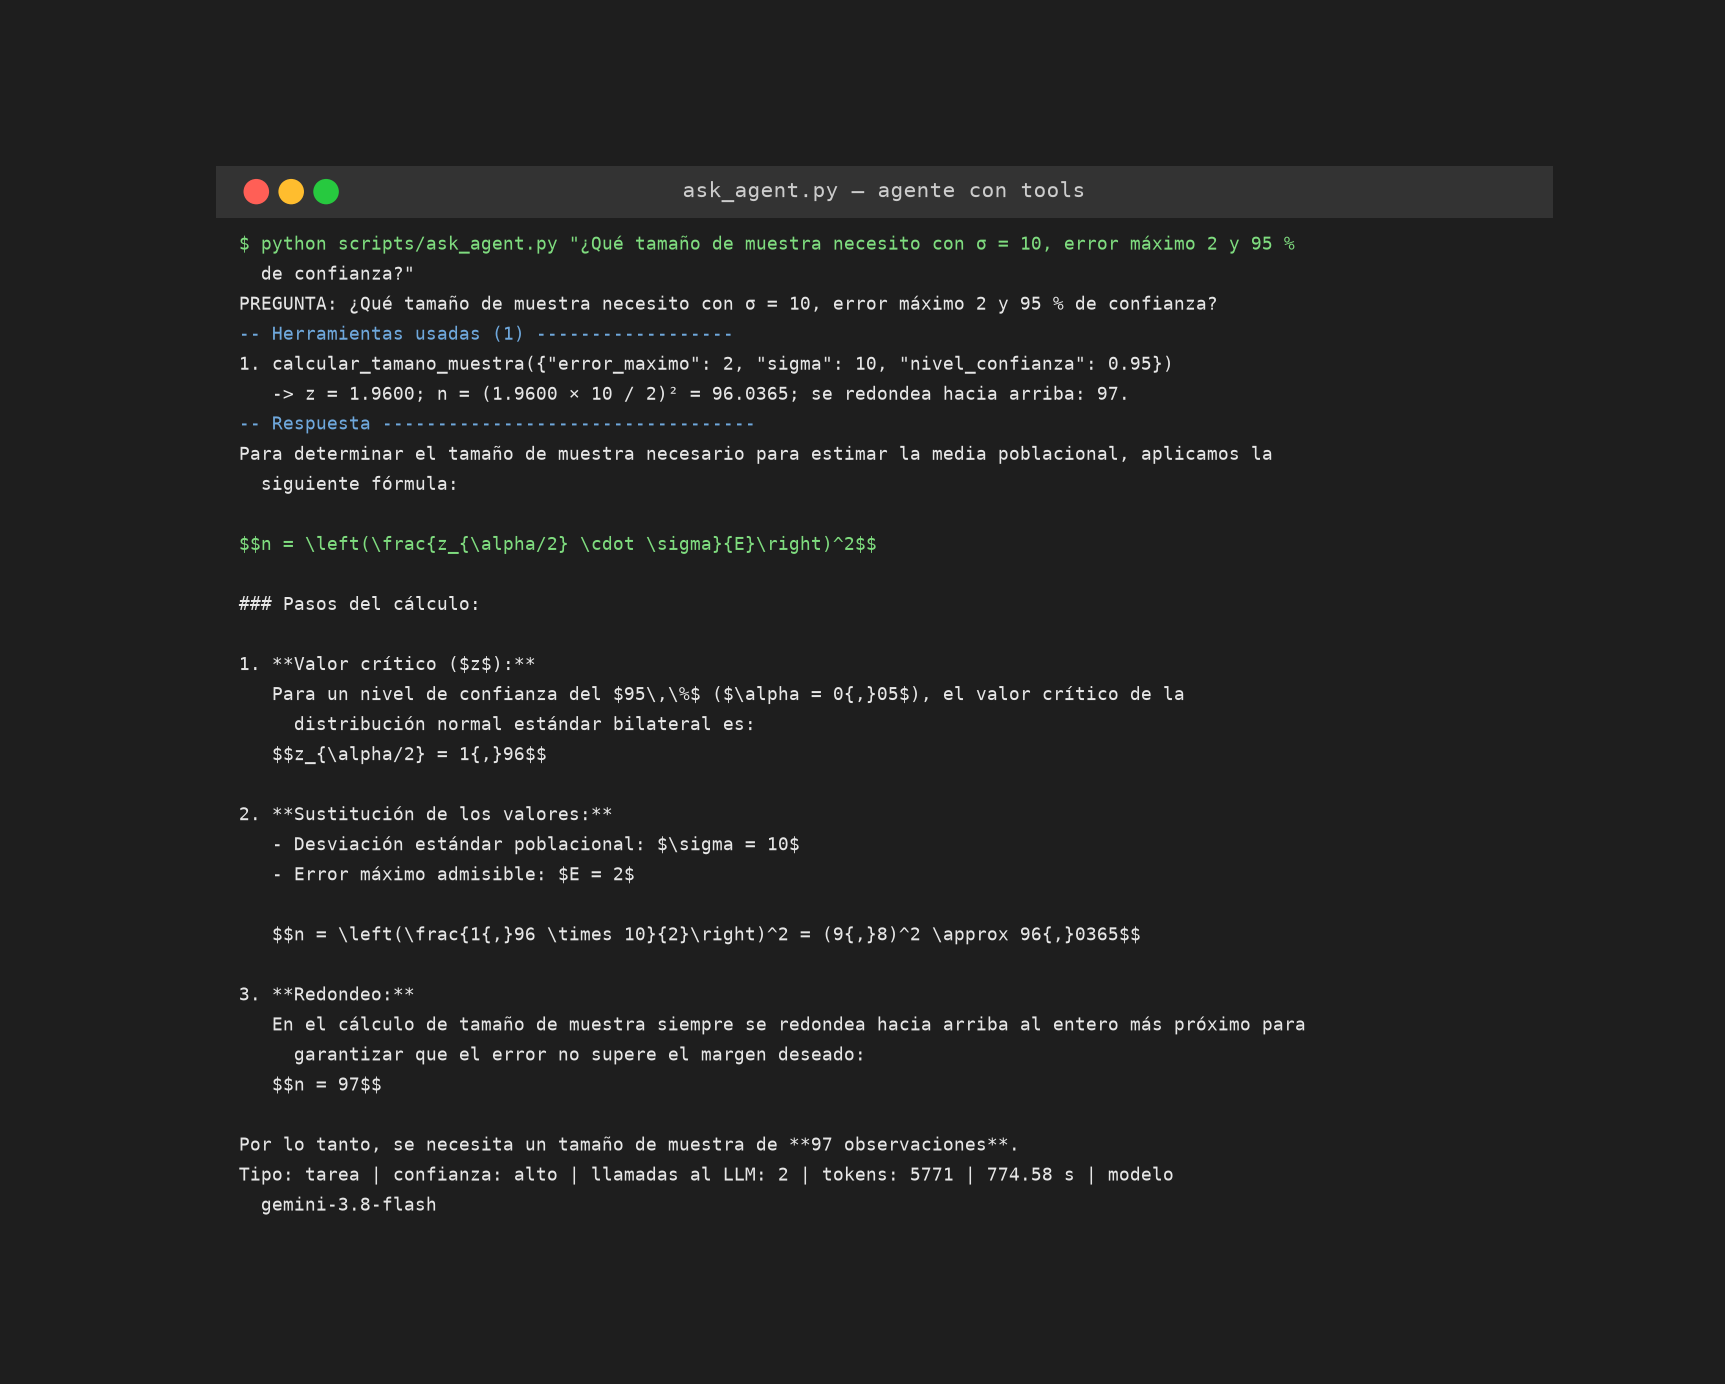 ask_agent.py — agente con tools
$ python scripts/ask_agent.py "¿Qué tamaño de muestra necesito con σ = 10, error máximo 2 y 95 %
  de confianza?"
PREGUNTA: ¿Qué tamaño de muestra necesito con σ = 10, error máximo 2 y 95 % de confianza?
-- Herramientas usadas (1) ------------------
1. calcular_tamano_muestra({"error_maximo": 2, "sigma": 10, "nivel_confianza": 0.95})
   -> z = 1.9600; n = (1.9600 × 10 / 2)² = 96.0365; se redondea hacia arriba: 97.
-- Respuesta ----------------------------------
Para determinar el tamaño de muestra necesario para estimar la media poblacional, aplicamos la
  siguiente fórmula:
$$n = \left(\frac{z_{\alpha/2} \cdot \sigma}{E}\right)^2$$
### Pasos del cálculo:
1. **Valor crítico ($z$):**
   Para un nivel de confianza del $95\,\%$ ($\alpha = 0{,}05$), el valor crítico de la
     distribución normal estándar bilateral es:
   $$z_{\alpha/2} = 1{,}96$$
2. **Sustitución de los valores:**
   - Desviación estándar poblacional: $\sigma = 10$
   - Error máximo admisible: $E = 2$
   $$n = \left(\frac{1{,}96 \times 10}{2}\right)^2 = (9{,}8)^2 \approx 96{,}0365$$
3. **Redondeo:**
   En el cálculo de tamaño de muestra siempre se redondea hacia arriba al entero más próximo para
     garantizar que el error no supere el margen deseado:
   $$n = 97$$
Por lo tanto, se necesita un tamaño de muestra de **97 observaciones**.
Tipo: tarea | confianza: alto | llamadas al LLM: 2 | tokens: 5771 | 774.58 s | modelo
  gemini-3.8-flash